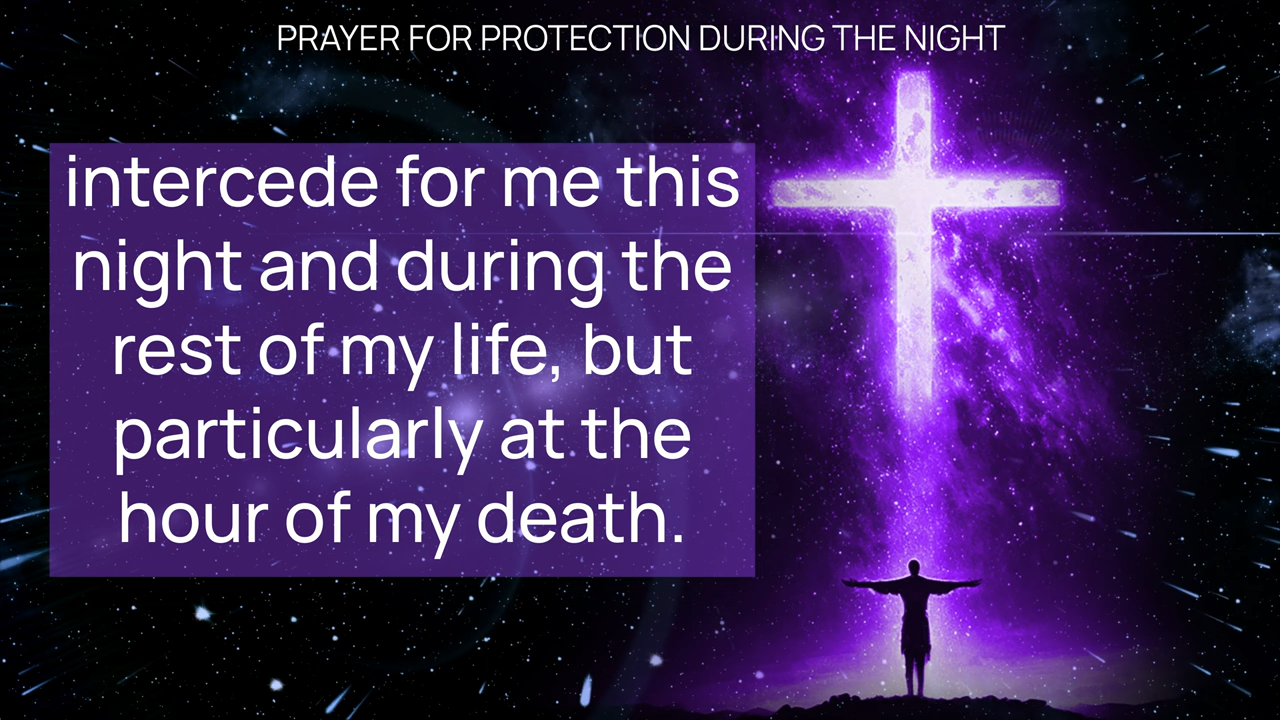 PRAYER FOR PROTECTION DURING THE NIGHT
intercede for me this
night and during the
rest of my life, but
particularly at the
hour of my death.